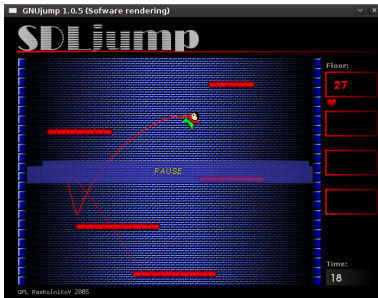 GNUjump 1.0.5 (Sofware rendering)
SDLjump
Floor:
27
PAUSE
Time:
18
GPL RasKolniKoV 2005